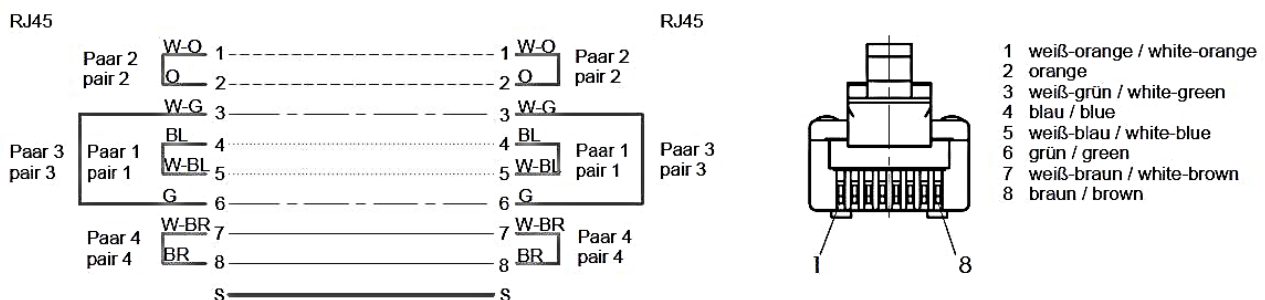 RJ45
RJ45
W-O 1 1 W-O
Paar 2
pair 2
Paar 2
pair 2
O 2 2 O
W-G 3 3 W-G
BL 4 4 BL
Paar 3
pair 3
Paar 1
pair 1
Paar 1
pair 1
Paar 3
pair 3
W-BL 5 5 W-BL
G 6 6 G
W-BR 7 7 W-BR
Paar 4
pair 4
Paar 4
pair 4
BR 8 8 BR
S S
1 8
1 weiß-orange / white-orange
2 orange
3 weiß-grün / white-green
4 blau / blue
5 weiß-blau / white-blue
6 grün / green
7 weiß-braun / white-brown
8 braun / brown